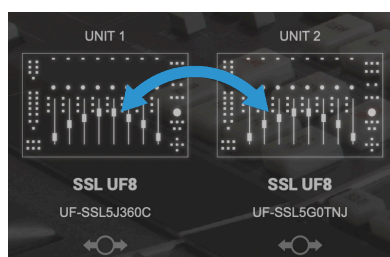 UNIT 1
UNIT 2
SSL UF8
SSL UF8
UF-SSL5J360C
UF-SSL5G0TNJ